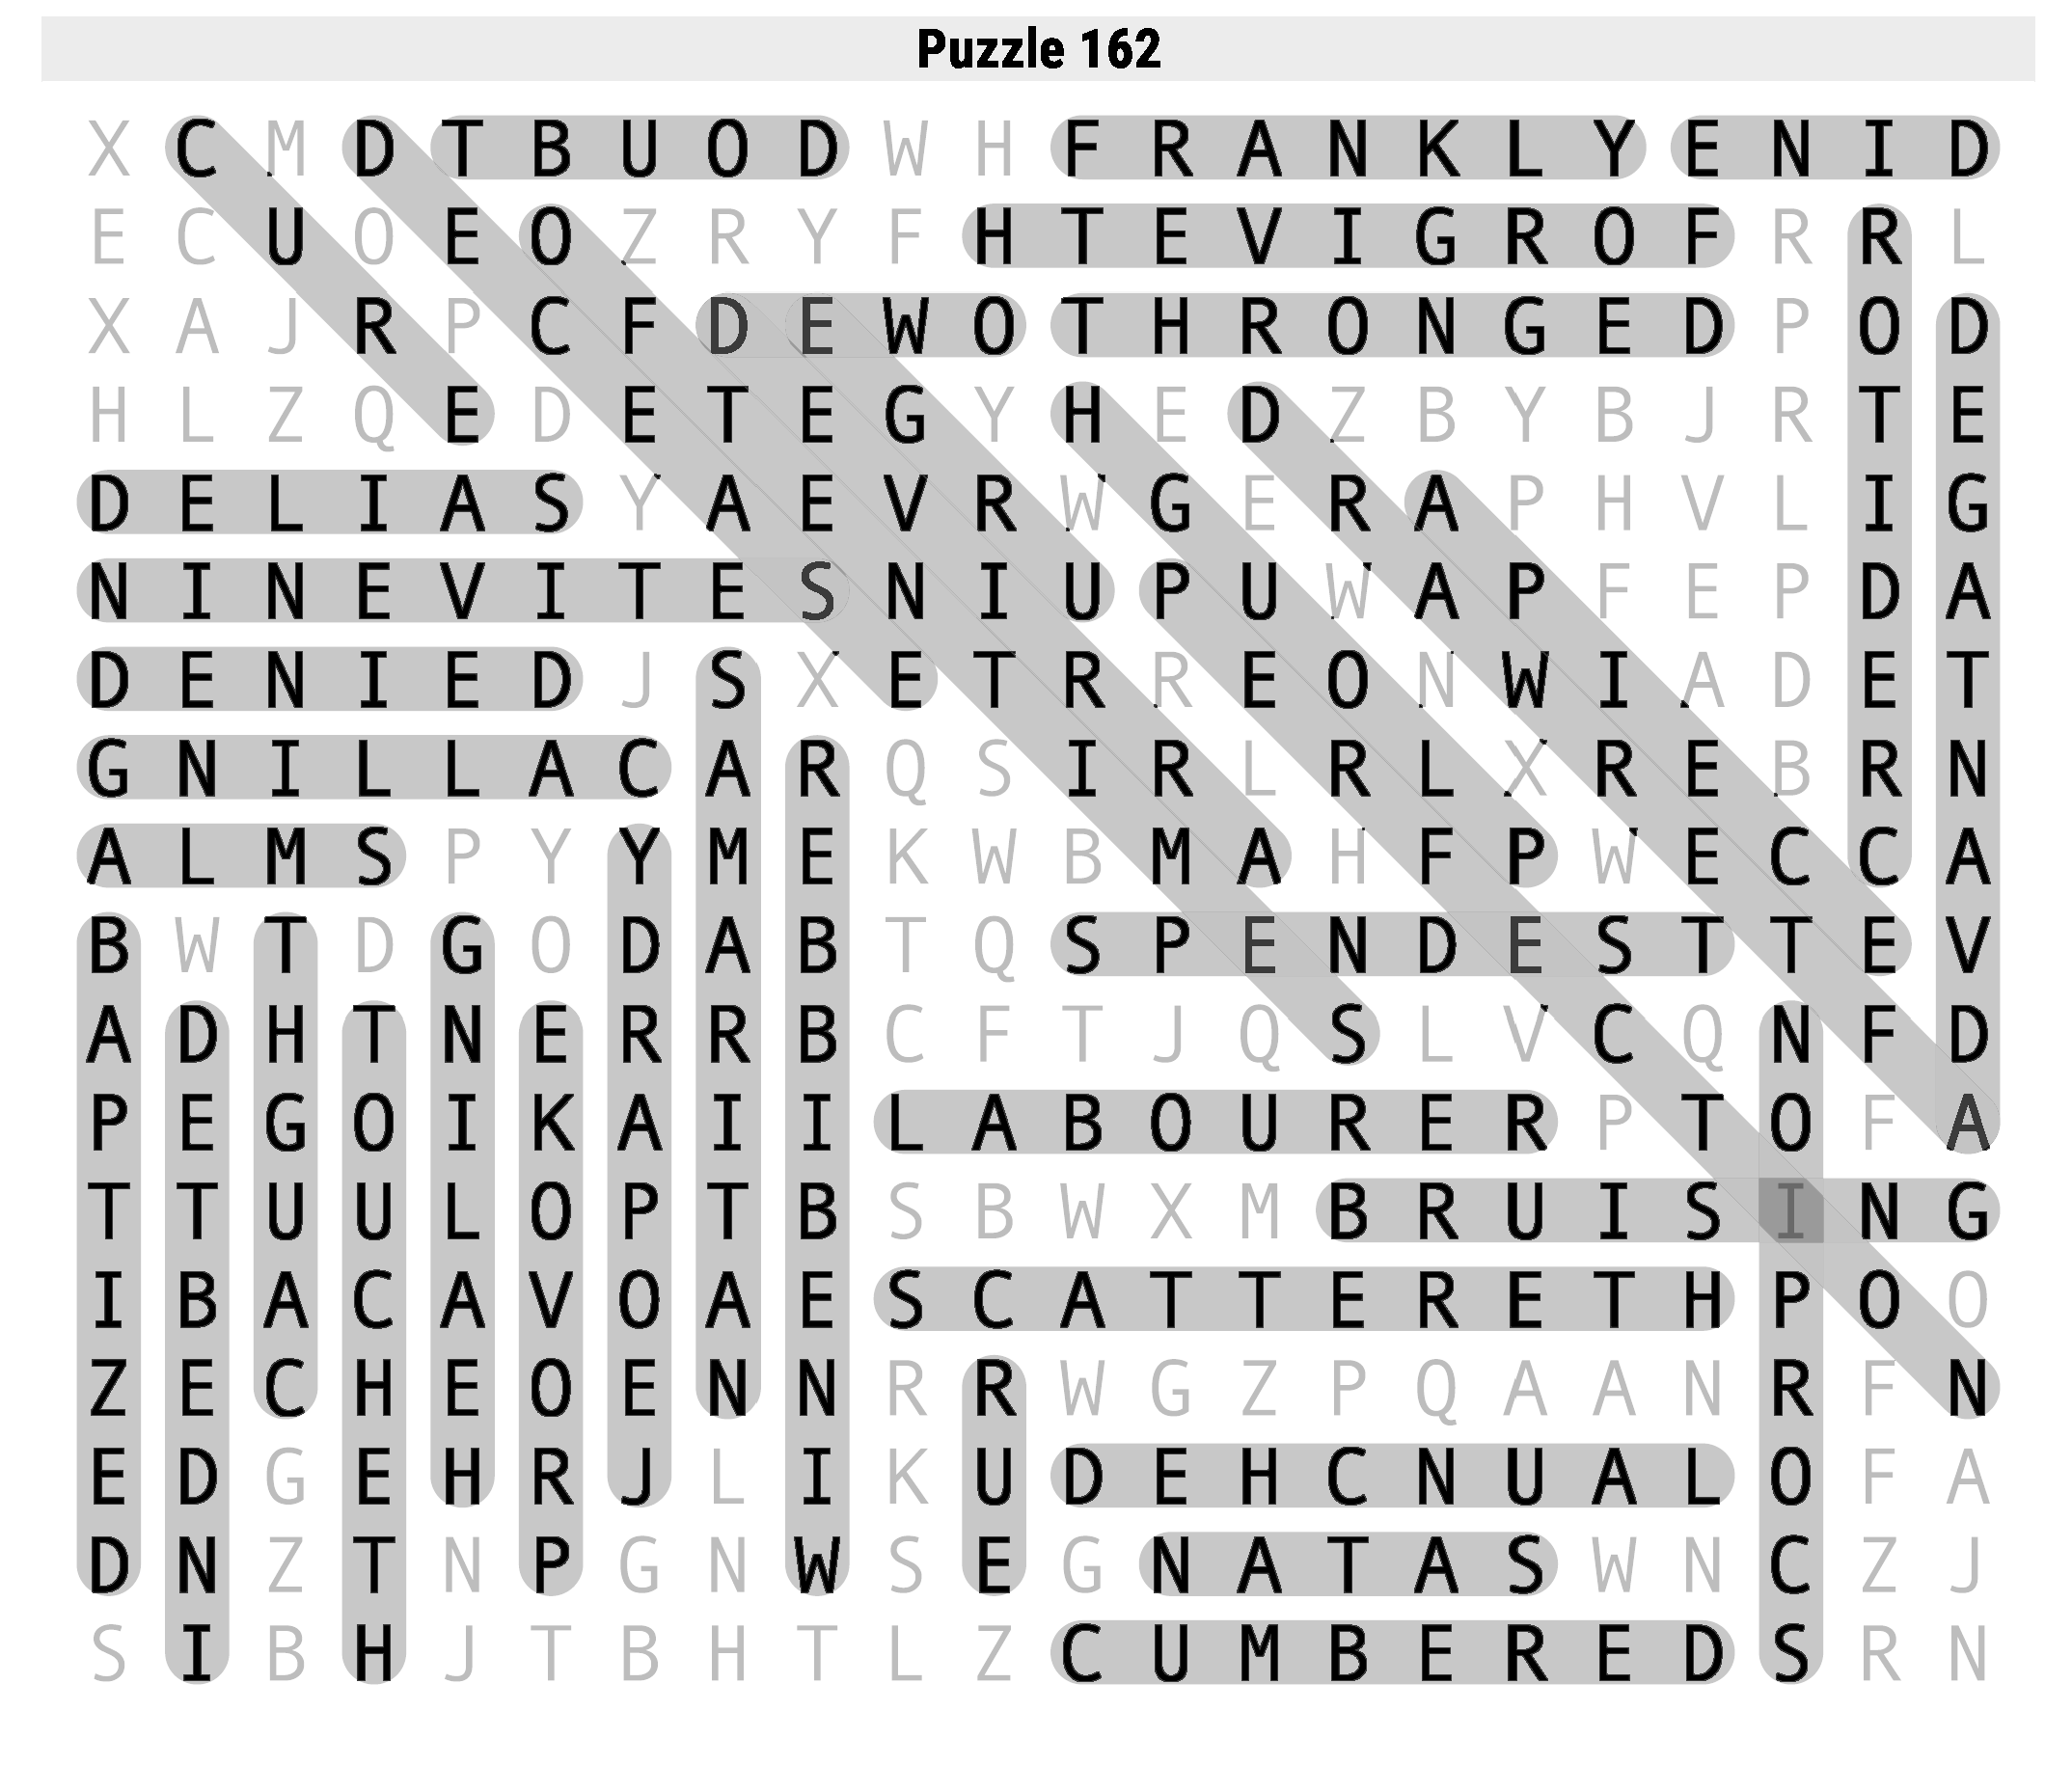 Puzzle 162
X C M D T B U O D W H F R A N K L Y E N I D
E C U O E O Z R Y F H T E V I G R O F R R L
X A J R P C F D E W O T H R O N G E D P O D
H L Z Q E D E T E G Y H E D Z B Y B J R T E
D E L I A S Y A E V R W G E R A P H V L I G
N I N E V I T E S N I U P U W A P F E P D A
D E N I E D J S X E T R R E O N W I A D E T
G N I L L A C A R Q S I R L R L X R E B R N
A L M S P Y Y M E K W B M A H F P W E C C A
B W T D G O D A B T Q S P E N D E S T T E V
A D H T N E R R B C F T J Q S L V C Q N F D
P E G O I K A I I L A B O U R E R P T O F A
T T U U L O P T B S B W X M B R U I S I N G
I B A C A V O A E S C A T T E R E T H P O O
Z E C H E O E N N R R W G Z P Q A A N R F N
E D G E H R J L I K U D E H C N U A L O F A
D N Z T N P G N W S E G N A T A S W N C Z J
S I B H J T B H T L Z C U M B E R E D S R N